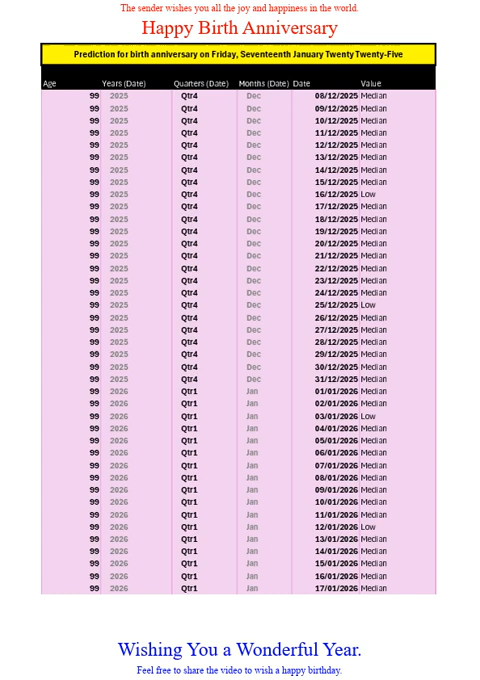 The sender wishes you all the joy and happiness in the world.
Happy Birth Anniversary
Prediction for birth anniversary on Friday, Seventeenth January Twenty Twenty-Five
Age Years (Date) Quarters (Date) Months (Date) Date Value
99 2025 Qtr4 Dec 08/12/2025 Median
99 2025 Qtr4 Dec 09/12/2025 Median
99 2025 Qtr4 Dec 10/12/2025 Median
99 2025 Qtr4 Dec 11/12/2025 Median
99 2025 Qtr4 Dec 12/12/2025 Median
99 2025 Qtr4 Dec 13/12/2025 Median
99 2025 Qtr4 Dec 14/12/2025 Median
99 2025 Qtr4 Dec 15/12/2025 Median
99 2025 Qtr4 Dec 16/12/2025 Low
99 2025 Qtr4 Dec 17/12/2025 Median
99 2025 Qtr4 Dec 18/12/2025 Median
99 2025 Qtr4 Dec 19/12/2025 Median
99 2025 Qtr4 Dec 20/12/2025 Median
99 2025 Qtr4 Dec 21/12/2025 Median
99 2025 Qtr4 Dec 22/12/2025 Median
99 2025 Qtr4 Dec 23/12/2025 Median
99 2025 Qtr4 Dec 24/12/2025 Median
99 2025 Qtr4 Dec 25/12/2025 Low
99 2025 Qtr4 Dec 26/12/2025 Median
99 2025 Qtr4 Dec 27/12/2025 Median
99 2025 Qtr4 Dec 28/12/2025 Median
99 2025 Qtr4 Dec 29/12/2025 Median
99 2025 Qtr4 Dec 30/12/2025 Median
99 2025 Qtr4 Dec 31/12/2025 Median
99 2026 Qtr1 Jan 01/01/2026 Median
99 2026 Qtr1 Jan 02/01/2026 Median
99 2026 Qtr1 Jan 03/01/2026 Low
99 2026 Qtr1 Jan 04/01/2026 Median
99 2026 Qtr1 Jan 05/01/2026 Median
99 2026 Qtr1 Jan 06/01/2026 Median
99 2026 Qtr1 Jan 07/01/2026 Median
99 2026 Qtr1 Jan 08/01/2026 Median
99 2026 Qtr1 Jan 09/01/2026 Median
99 2026 Qtr1 Jan 10/01/2026 Median
99 2026 Qtr1 Jan 11/01/2026 Median
99 2026 Qtr1 Jan 12/01/2026 Low
99 2026 Qtr1 Jan 13/01/2026 Median
99 2026 Qtr1 Jan 14/01/2026 Median
99 2026 Qtr1 Jan 15/01/2026 Median
99 2026 Qtr1 Jan 16/01/2026 Median
99 2026 Qtr1 Jan 17/01/2026 Median
Wishing You a Wonderful Year.
Feel free to share the video to wish a happy birthday.